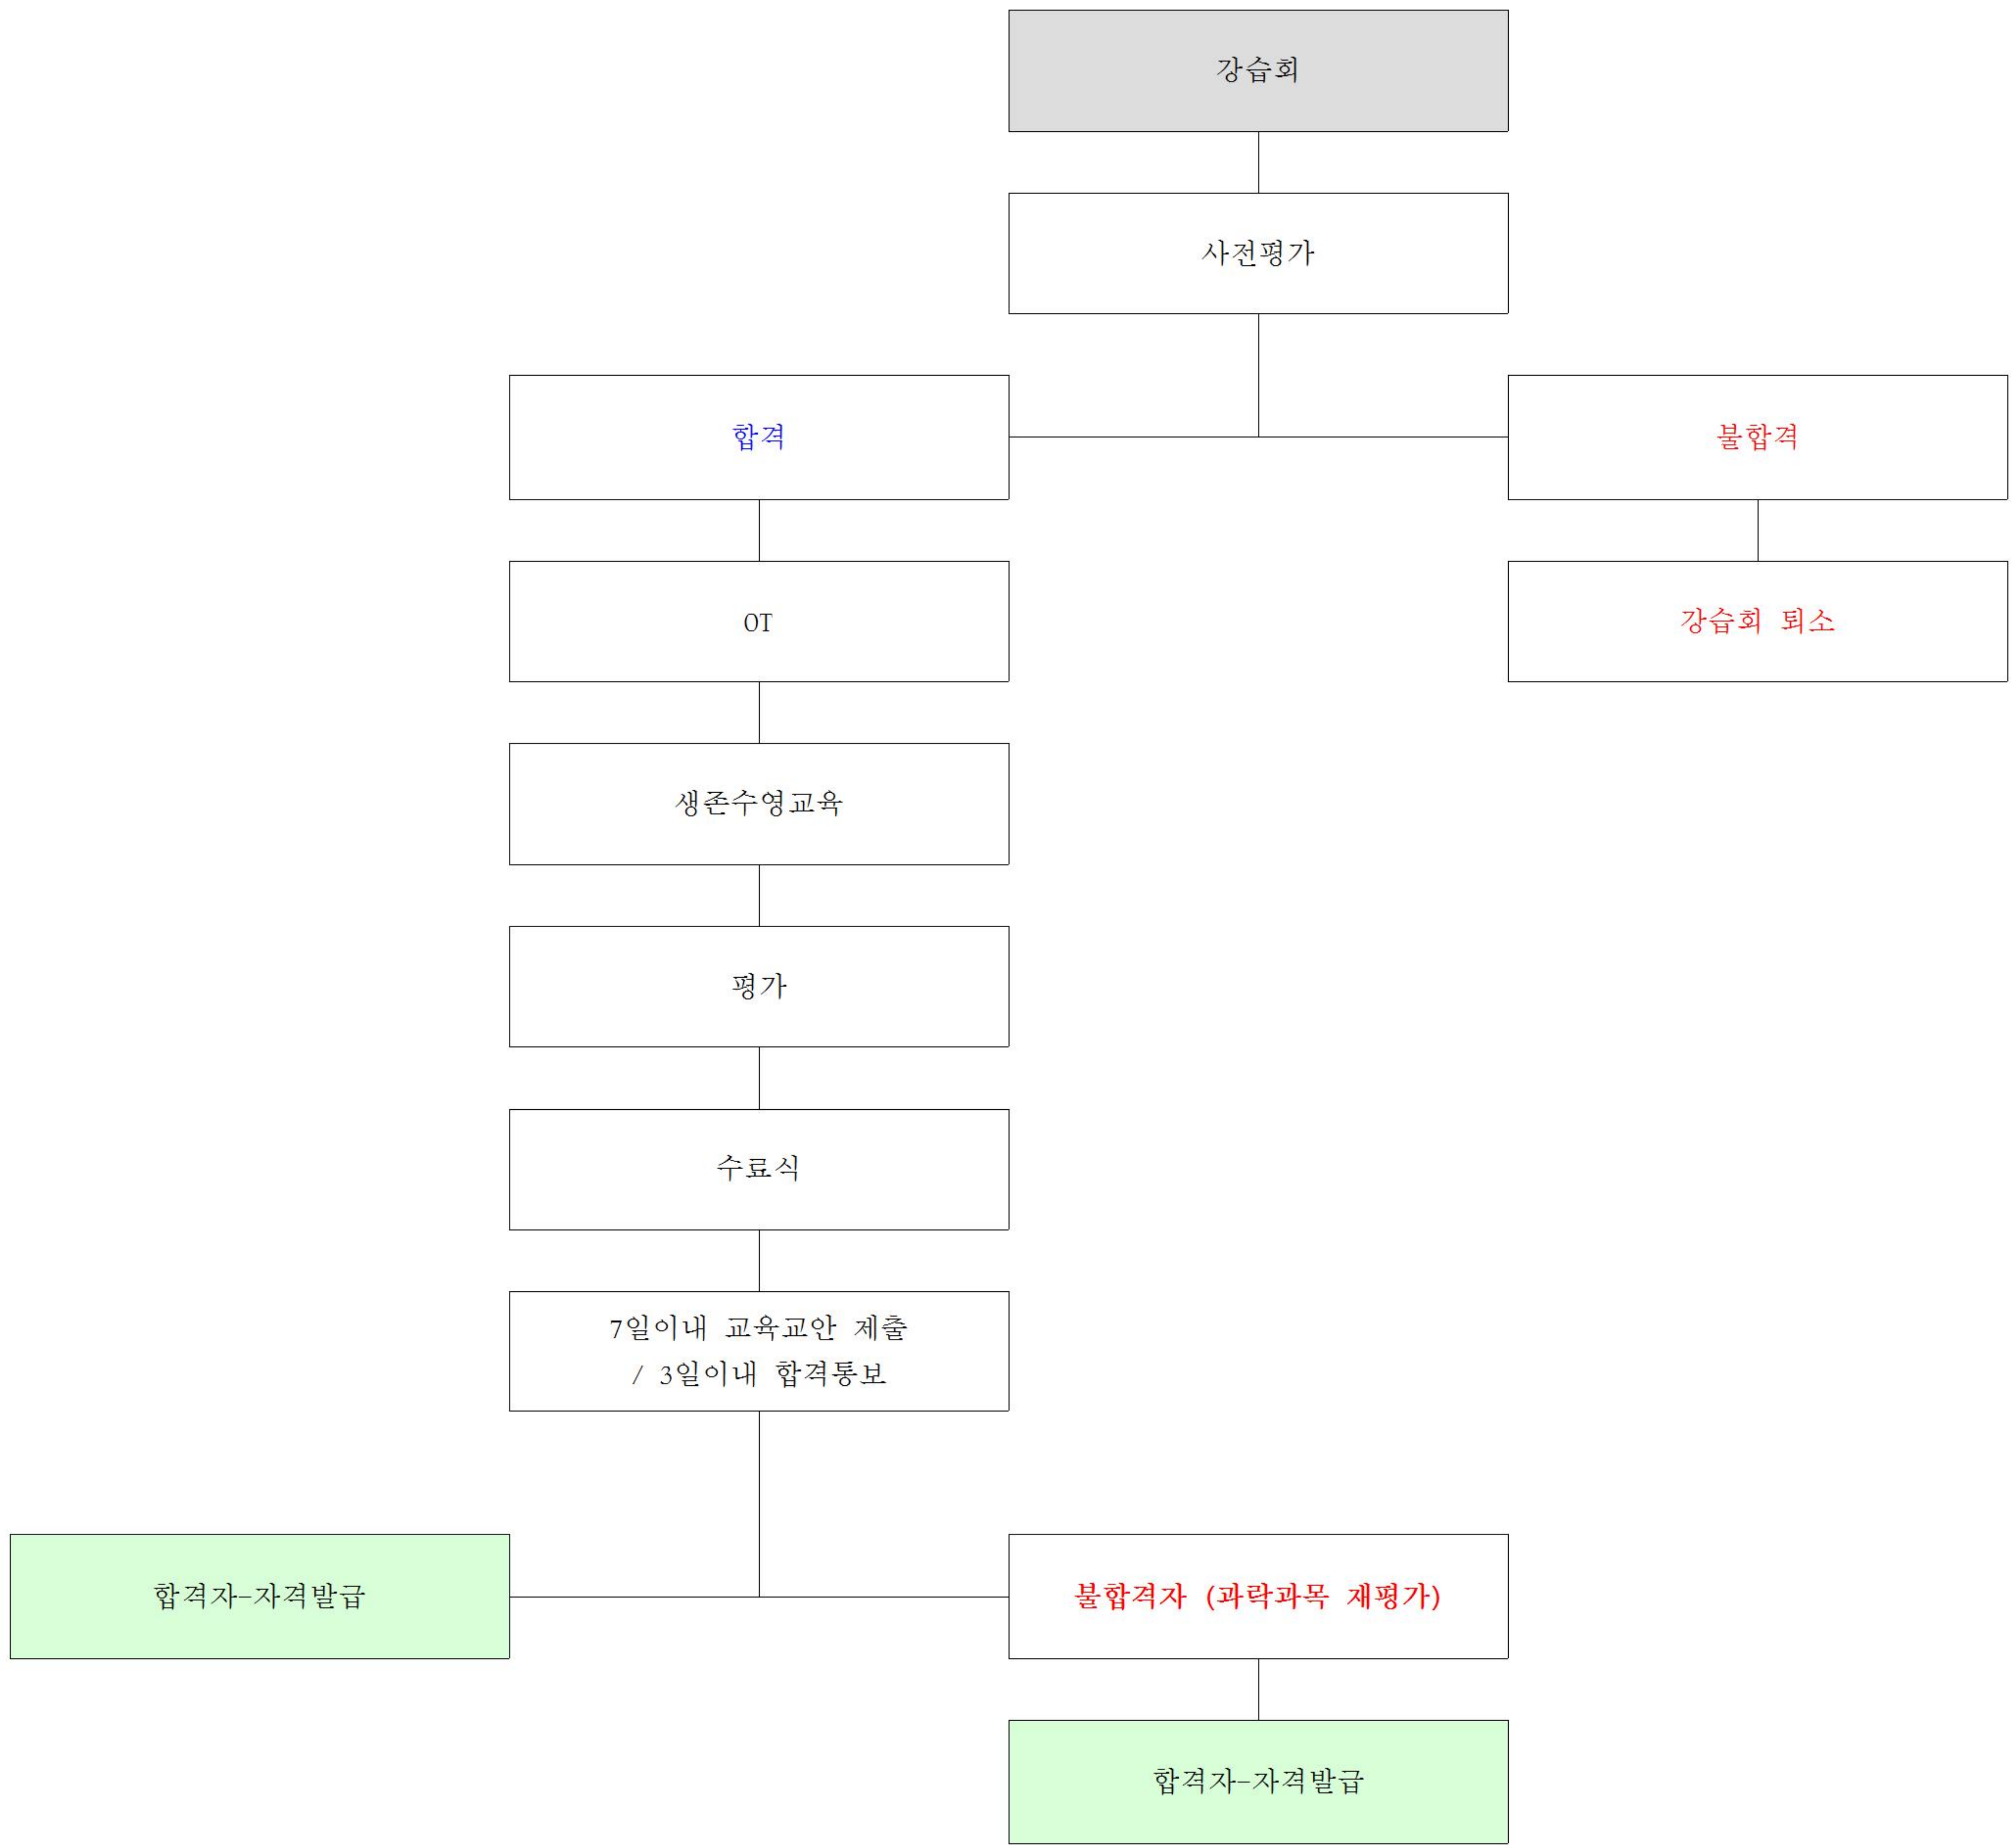 강습회
사전평가
합격
불합격
OT
강습회 퇴소
생존수영교육
평가
수료식
7일이내 교육교안 제출
/ 3일이내 합격통보
합격자-자격발급
불합격자 (과락과목 재평가)
합격자-자격발급